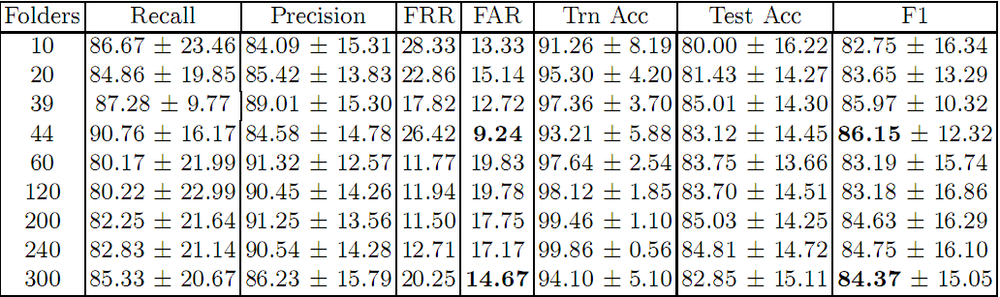 Folders Recall Precision FRR FAR Trn Acc Test Acc F1
10 86.67 ± 23.46 84.09 ± 15.31 28.33 13.33 91.26 ± 8.19 80.00 ± 16.22 82.75 ± 16.34
20 84.86 ± 19.85 85.42 ± 13.83 22.86 15.14 95.30 ± 4.20 81.43 ± 14.27 83.65 ± 13.29
39 87.28 ± 9.77 89.01 ± 15.30 17.82 12.72 97.36 ± 3.70 85.01 ± 14.30 85.97 ± 10.32
44 90.76 ± 16.17 84.58 ± 14.78 26.42 9.24 93.21 ± 5.88 83.12 ± 14.45 86.15 ± 12.32
60 80.17 ± 21.99 91.32 ± 12.57 11.77 19.83 97.64 ± 2.54 83.75 ± 13.66 83.19 ± 15.74
120 80.22 ± 22.99 90.45 ± 14.26 11.94 19.78 98.12 ± 1.85 83.70 ± 14.51 83.18 ± 16.86
200 82.25 ± 21.64 91.25 ± 13.56 11.50 17.75 99.46 ± 1.10 85.03 ± 14.25 84.63 ± 16.29
240 82.83 ± 21.14 90.54 ± 14.28 12.71 17.17 99.86 ± 0.56 84.81 ± 14.72 84.75 ± 16.10
300 85.33 ± 20.67 86.23 ± 15.79 20.25 14.67 94.10 ± 5.10 82.85 ± 15.11 84.37 ± 15.05